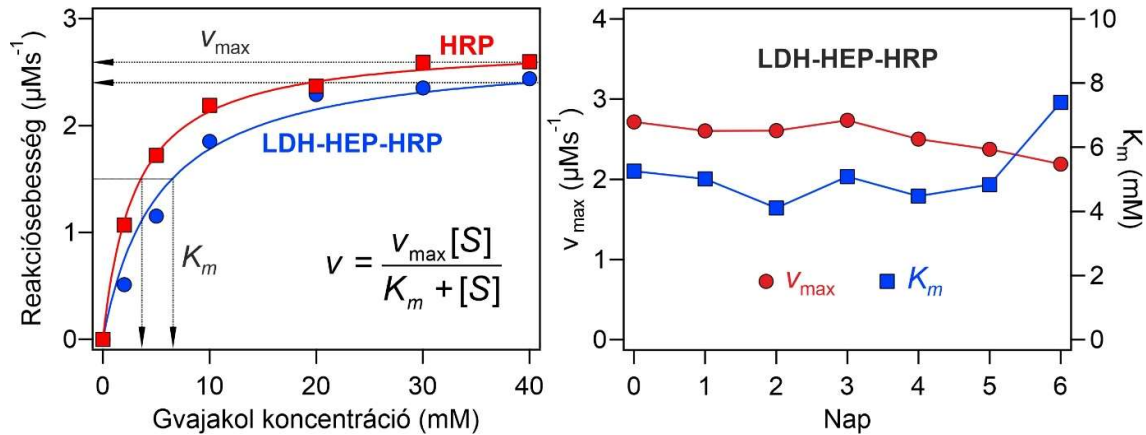 3
2
1
0
Reakciósebesség (µMs⁻¹)
v_max
HRP
LDH-HEP-HRP
K_m
v = v_max [S] / K_m + [S]
0 10 20 30 40
Gvajakol koncentráció (mM)
4
3
2
1
0
v_max (µMs⁻¹)
LDH-HEP-HRP
v_max K_m
10
8
6
4
2
0
K_m (mM)
0 1 2 3 4 5 6
Nap